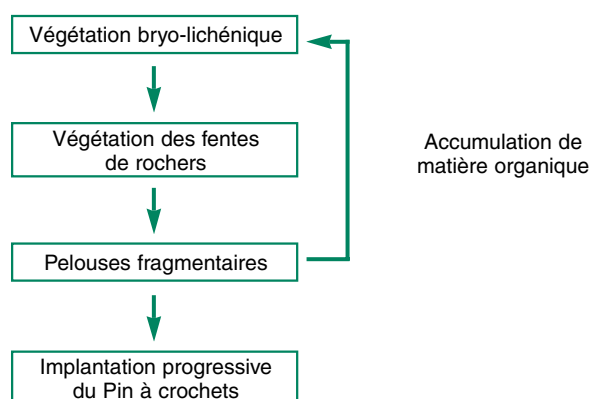 Végétation bryo-lichénique
Végétation des fentes
de rochers
Accumulation de
matière organique
Pelouses fragmentaires
Implantation progressive
du Pin à crochets